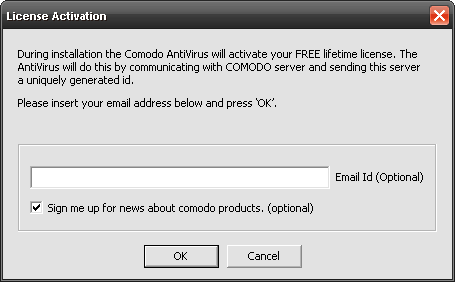 License Activation
During installation the Comodo AntiVirus will activate your FREE lifetime license. The
AntiVirus will do this by communicating with COMODO server and sending this server
a uniquely generated id.
Please insert your email address below and press 'OK'.
Email Id (Optional)
Sign me up for news about comodo products. (optional)
OK
Cancel